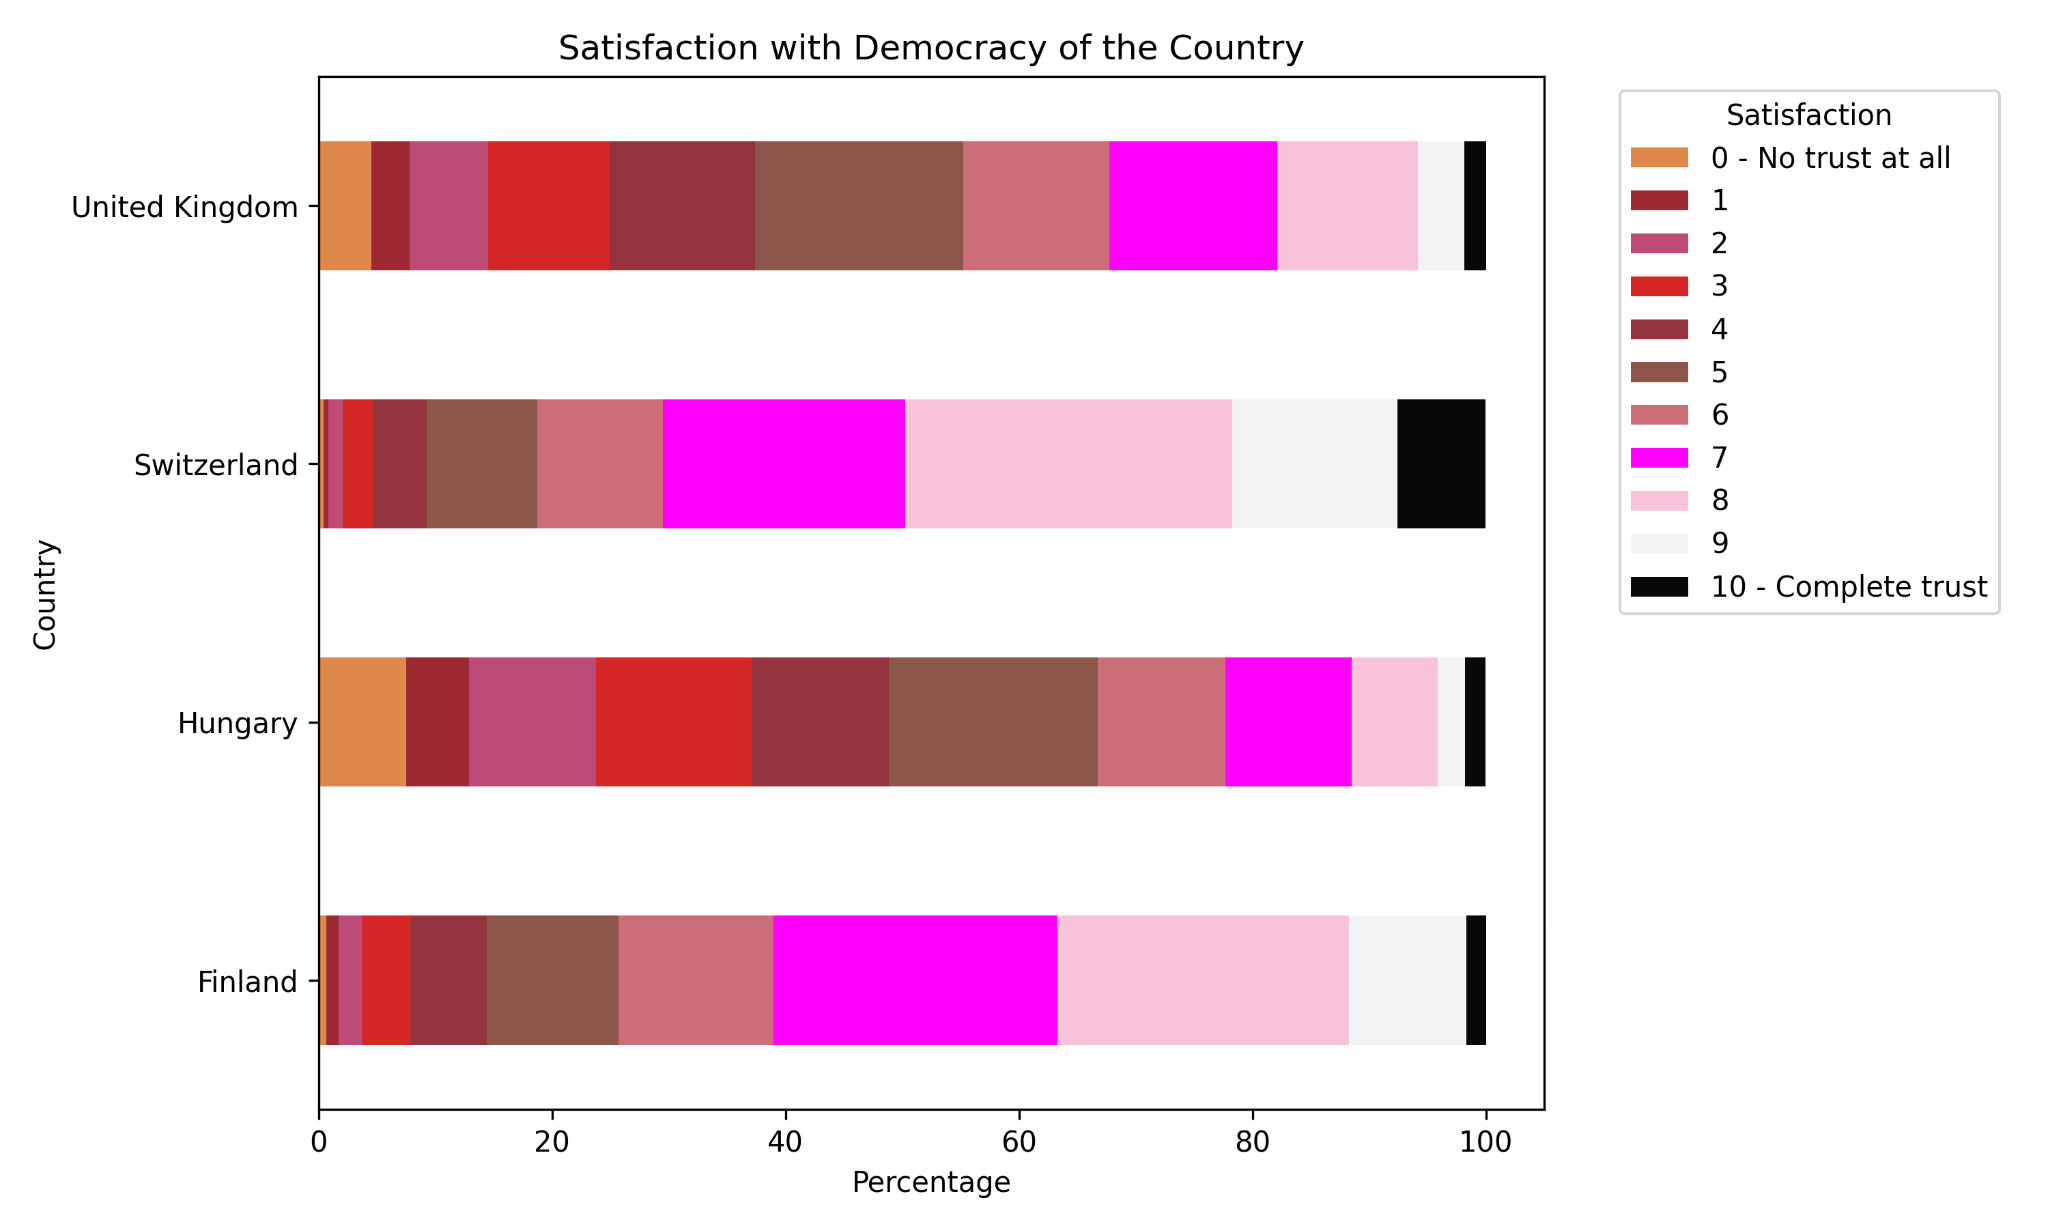 Satisfaction with Democracy of the Country
United Kingdom
Switzerland
Hungary
Finland
Country
0 20 40 60 80 100
Percentage
Satisfaction
0 - No trust at all
1
2
3
4
5
6
7
8
9
10 - Complete trust